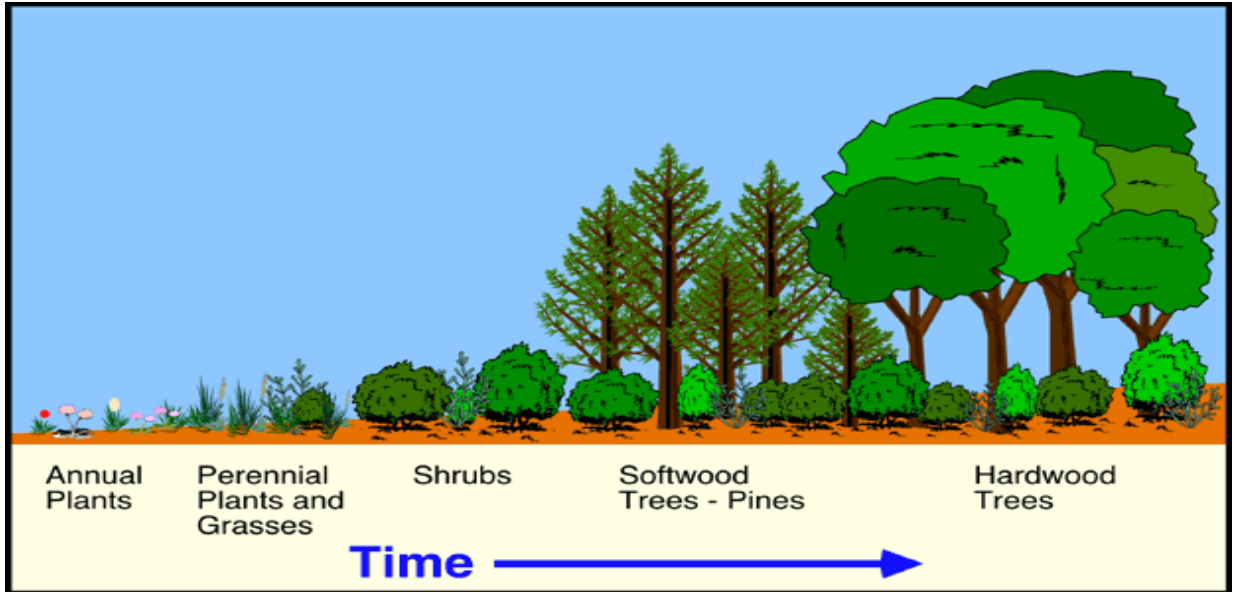 Annual
Plants
Perennial
Plants and
Grasses
Shrubs
Softwood
Trees - Pines
Hardwood
Trees
Time